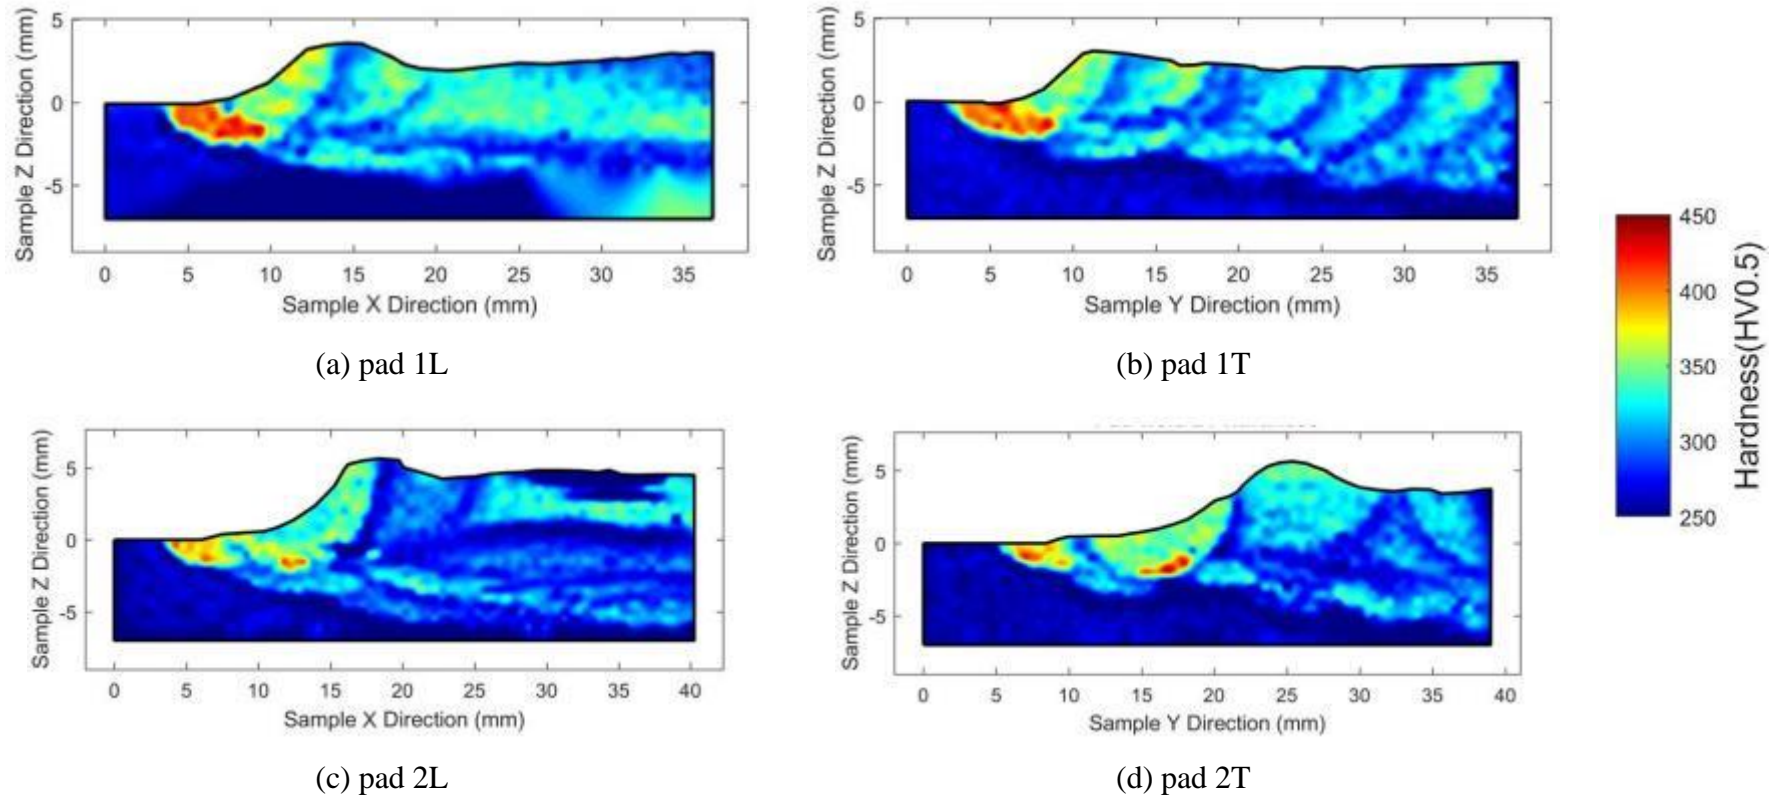 5
0
-5
Sample Z Direction (mm)
0 5 10 15 20 25 30 35
Sample X Direction (mm)
(a) pad 1L
5
0
-5
Sample Z Direction (mm)
0 5 10 15 20 25 30 35
Sample Y Direction (mm)
(b) pad 1T
450
400
350
300
250
Hardness(HV0.5)
5
0
-5
Sample Z Direction (mm)
0 5 10 15 20 25 30 35 40
Sample X Direction (mm)
(c) pad 2L
5
0
-5
Sample Z Direction (mm)
0 5 10 15 20 25 30 35 40
Sample Y Direction (mm)
(d) pad 2T